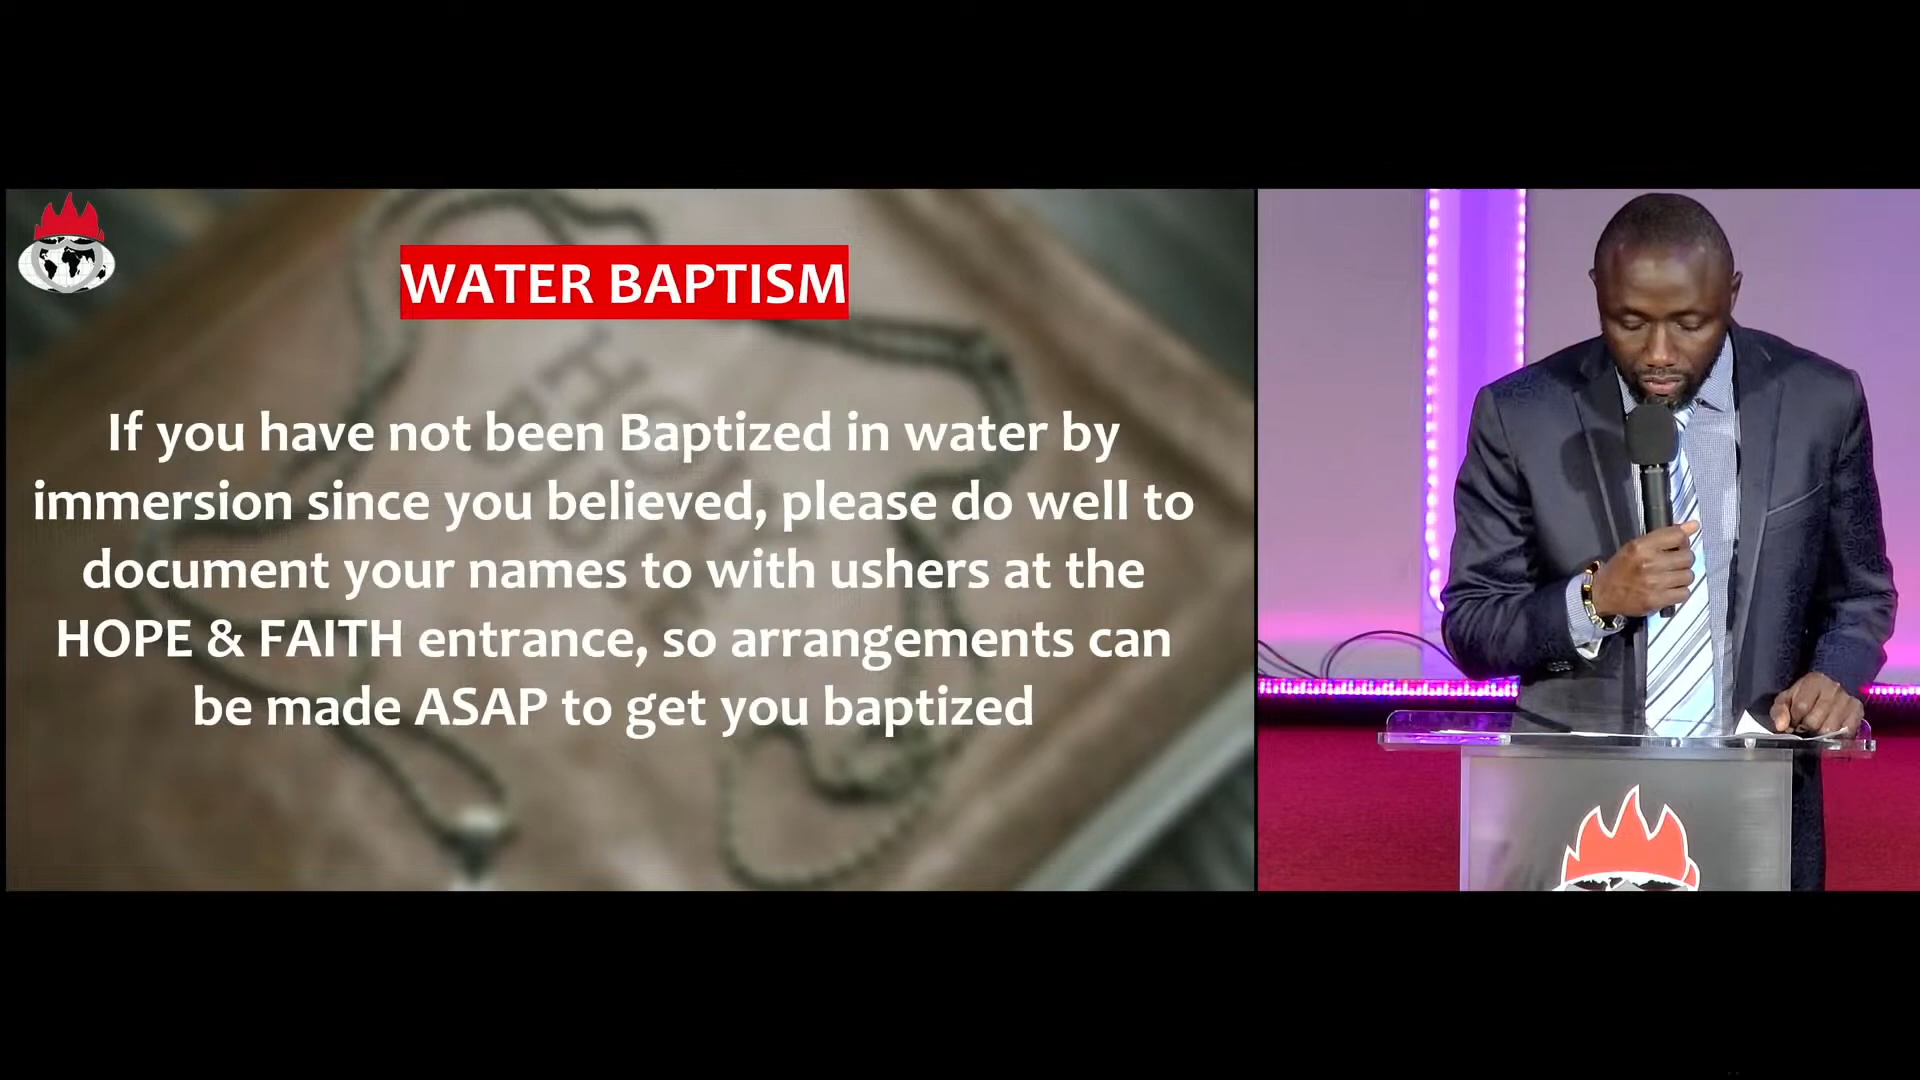 WATER BAPTISM
If you have not been Baptized in water by
immersion since you believed, please do well to
document your names to with ushers at the
HOPE & FAITH entrance, so arrangements can
be made ASAP to get you baptized